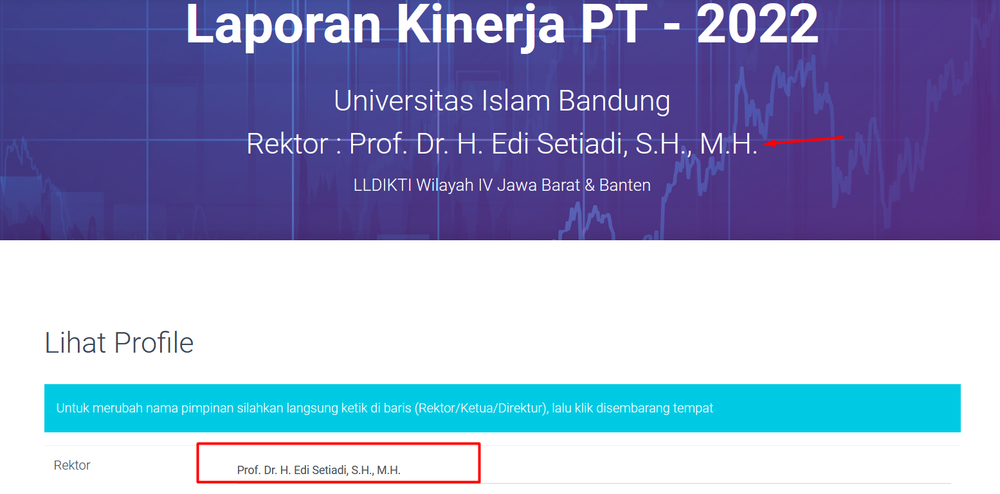 Laporan Kinerja PT - 2022
Universitas Islam Bandung
Rektor : Prof. Dr. H. Edi Setiadi, S.H., M.H.
LLDIKTI Wilayah IV Jawa Barat & Banten
Lihat Profile
Untuk merubah nama pimpinan silahkan langsung ketik di baris (Rektor/Ketua/Direktur), lalu klik disembarang tempat
Rektor Prof. Dr. H. Edi Setiadi, S.H., M.H.